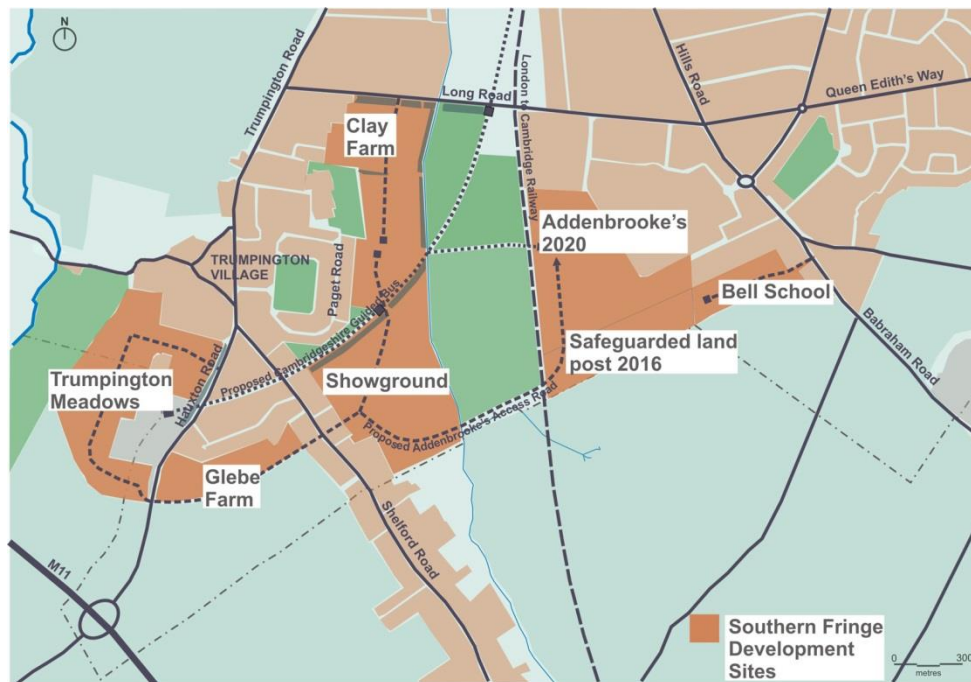 N
Trumpington Road
Long Road
London to Cambridge Railway
Hills Road
Queen Edith's Way
Clay
Farm
Addenbrooke's
2020
TRUMPINGTON
VILLAGE
Paget Road
Bell School
Proposed Cambridgeshire Guided Bus
Safeguarded land
post 2016
Babraham Road
Trumpington
Meadows
Hauxton Road
Showground
Proposed Addenbrooke's Access Road
Glebe
Farm
Shelford Road
M11
Southern Fringe
Development
Sites
0 300
metres